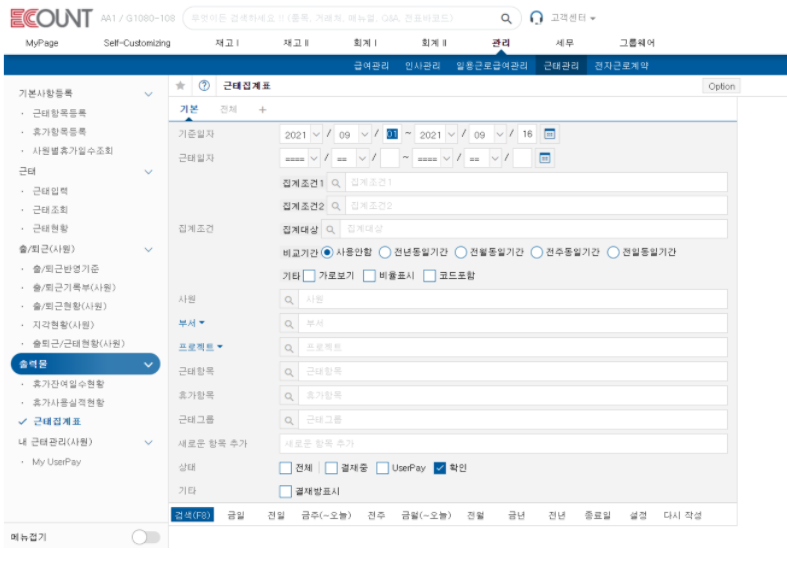 ECOUNT AA1 / G1080-108 무엇이든 검색하세요 ? (품목, 거래처, 메뉴얼, Q&A, 전표바코드) 고객센터
MyPage Self-Customizing 재고 I 재고 II 회계 I 회계 II 관리 세무 그룹웨어
급여관리 인사관리 일용근로급여관리 근태관리 전자근로계약
기본사항등록
· 근태항목등록
· 휴가항목등록
· 사원별휴가일수조회
근태
· 근태입력
· 근태조회
· 근태현황
출/퇴근(사원)
· 출/퇴근반영기준
· 출/퇴근기록부(사원)
· 출/퇴근현황(사원)
· 지각현황(사원)
· 출퇴근/근태현황(사원)
출력물
· 휴가잔여일수현황
· 휴가사용실적현황
근태집계표
내 근태관리(사원)
· My UserPay
메뉴접기
근태집계표 Option
기본 전체 +
기준일자 2021 / 09 / 01 ~ 2021 / 09 / 16
근태일자 ==== / == / ~ ==== / == /
집계조건
집계조건1 집계조건1
집계조건2 집계조건2
집계대상 집계대상
비교기간 사용안함 전년동일기간 전월동일기간 전주동일기간 전일동일기간
기타 가로보기 비율표시 코드포함
사원 사원
부서 부서
프로젝트 프로젝트
근태항목 근태항목
휴가항목 휴가항목
근태그룹 근태그룹
새로운 항목 추가 새로운 항목 추가
상태 전체 결재중 UserPay 확인
기타 결재방표시
검색(F8) 금일 전일 금주(~오늘) 전주 금월(~오늘) 전월 금년 전년 종료일 설정 다시 작성